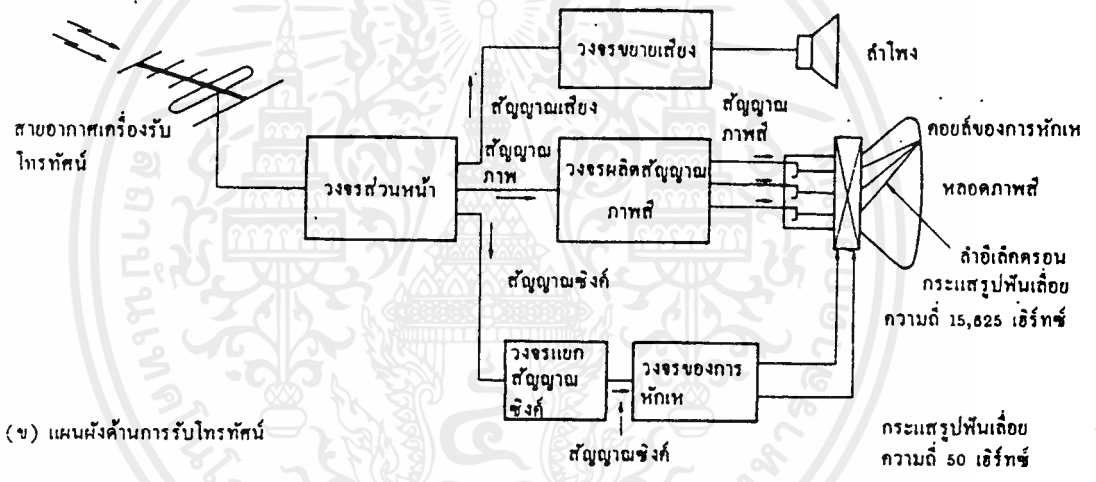 วงจรขยายเสียง
ลำโพง
สัญญาณเสียง
สัญญาณ
ภาพสี
สายอากาศเครื่องรับ
โทรทัศน์
สัญญาณ
ภาพ
คอยล์ของการหักเห
วงจรส่วนหน้า
วงจรผลิตสัญญาณ
ภาพสี
หลอดภาพสี
ลำอิเล็คตรอน
กระแสรูปฟันเลื่อย
ความถี่ 15,625 เฮิร์ทซ์
สัญญาณซิงค์
วงจรแยก
สัญญาณ
ซิงค์
วงจรของการ
หักเห
(ข) แผนผังด้านการรับโทรทัศน์
สัญญาณซิงค์
กระแสรูปฟันเลื่อย
ความถี่ 50 เฮิร์ทซ์